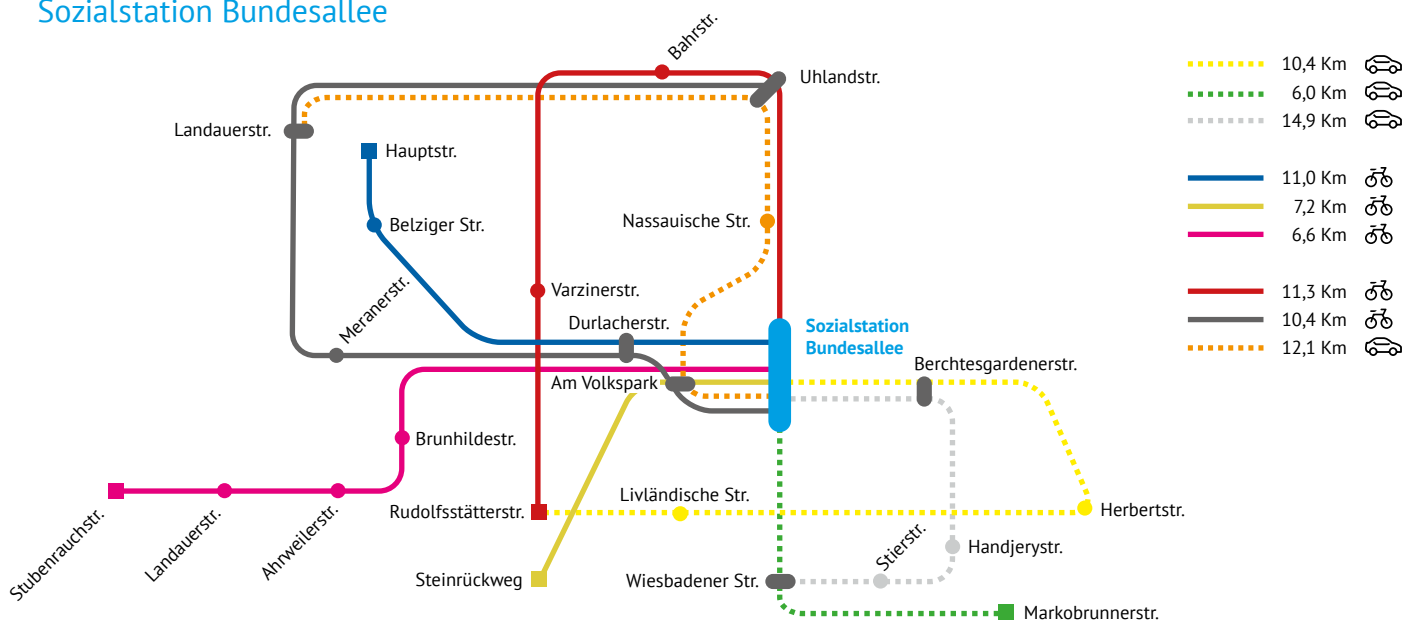 Sozialstation Bundesallee
Bahrstr.
Uhlandstr.
Landauerstr.
Hauptstr.
Belziger Str.
Nassauische Str.
Meranerstr.
Varzinerstr.
Durlacherstr.
Sozialstation
Bundesallee
Am Volkspark
Berchtesgardenerstr.
Brunhildestr.
Stubenrauchstr.
Landauerstr.
Ahrweilerstr.
Rudolfsstätterstr.
Livländische Str.
Herbertstr.
Steinrückweg
Wiesbadener Str.
Stierstr.
Handjerystr.
Markobrunnerstr.
10,4 Km
6,0 Km
14,9 Km
11,0 Km
7,2 Km
6,6 Km
11,3 Km
10,4 Km
12,1 Km